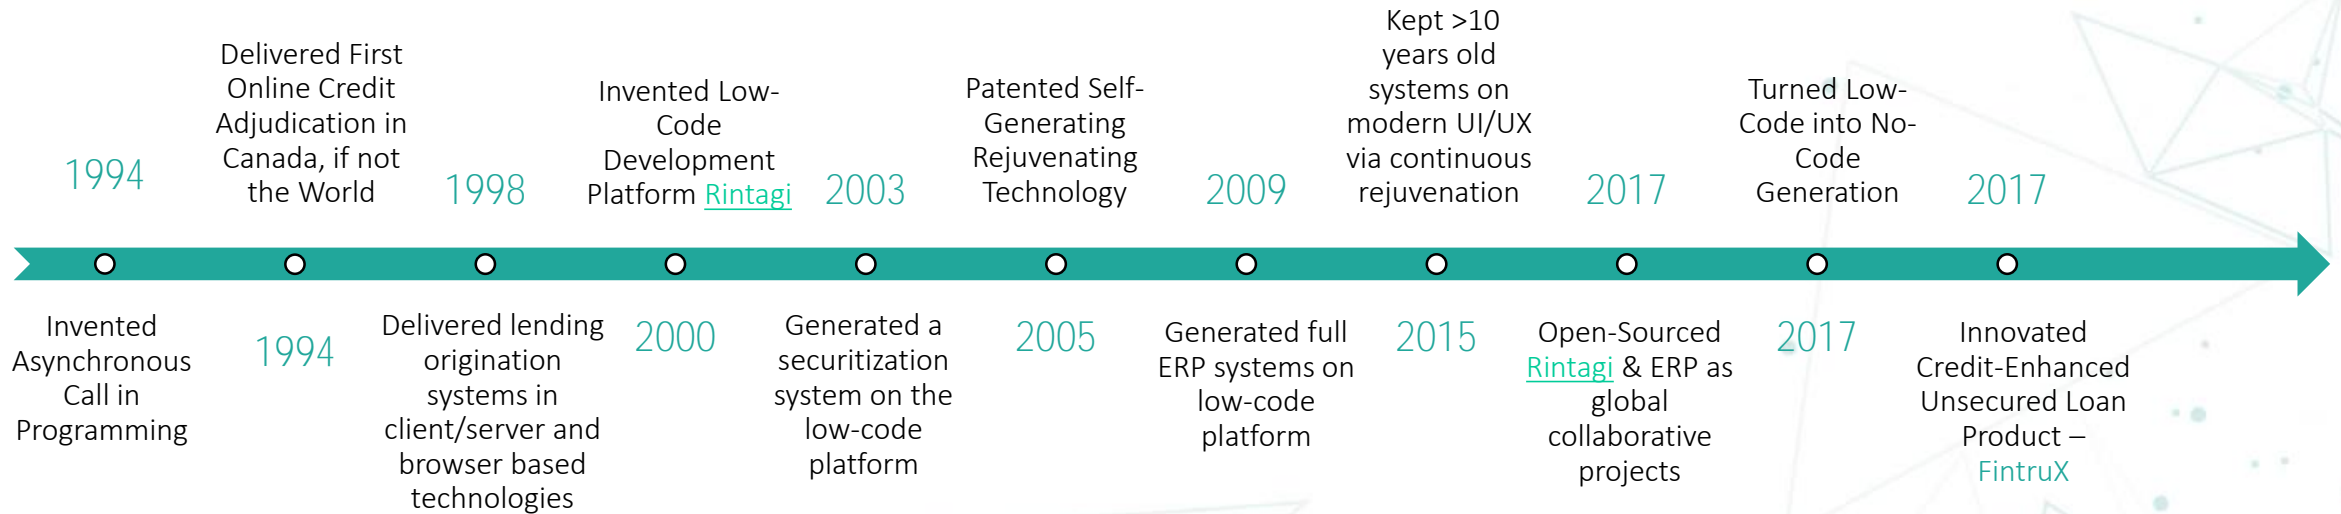 1994
Invented
Asynchronous
Call in
Programming
Delivered First
Online Credit
Adjudication in
Canada, if not
the World
1994
1998
Delivered lending
origination
systems in
client/server and
browser based
technologies
Invented Low-
Code
Development
Platform Rintagi
2000
2003
Generated a
securitization
system on the
low-code
platform
Patented Self-
Generating
Rejuvenating
Technology
2005
2009
Generated full
ERP systems on
low-code
platform
Kept >10
years old
systems on
modern UI/UX
via continuous
rejuvenation
2015
2017
Open-Sourced
Rintagi & ERP as
global
collaborative
projects
Turned Low-
Code into No-
Code
Generation
2017
2017
Innovated
Credit-Enhanced
Unsecured Loan
Product –
FintruX